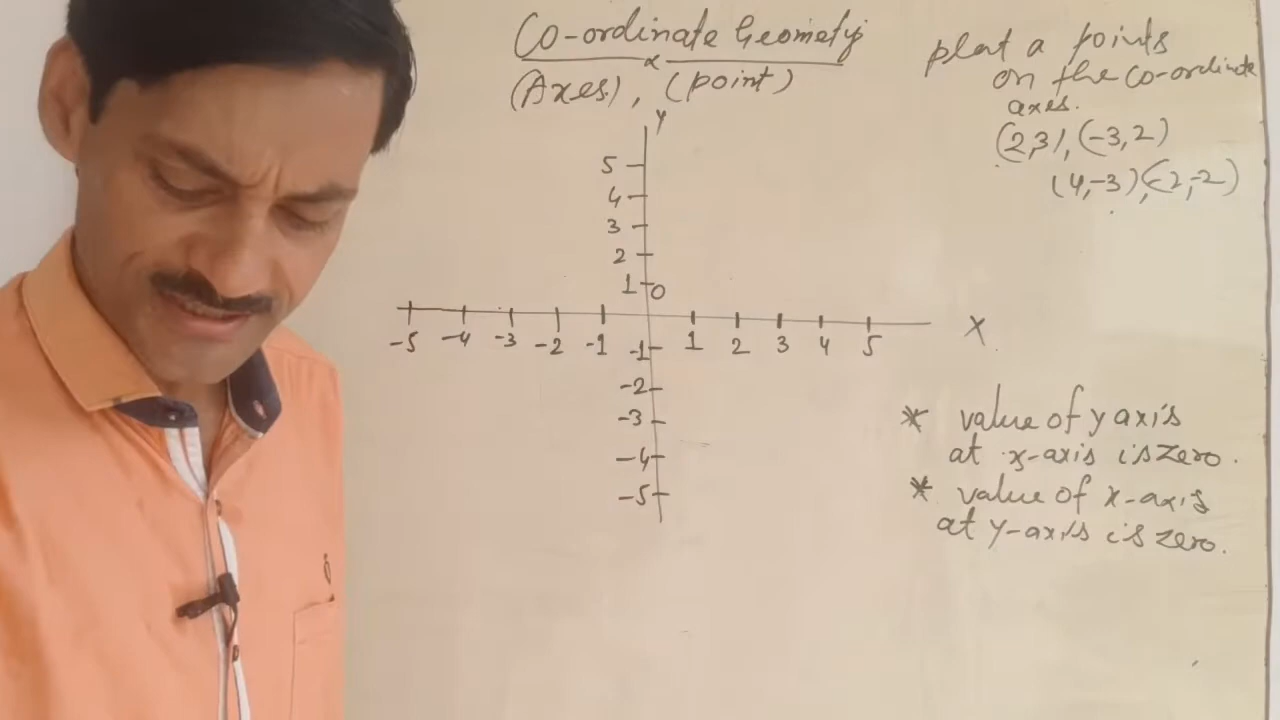 Co-ordinate Geometry
(Axes), (point)
plot a points
on the co-ordinate
axes.
(2,3), (-3,2)
(4,-3), (-2,-2)
Y
5
4
3
2
1 O
-5 -4 -3 -2 -1 1 2 3 4 5 X
-1
-2
-3
-4
-5
* value of y axis
at x-axis is zero.
* value of x-axis
at y-axis is zero.